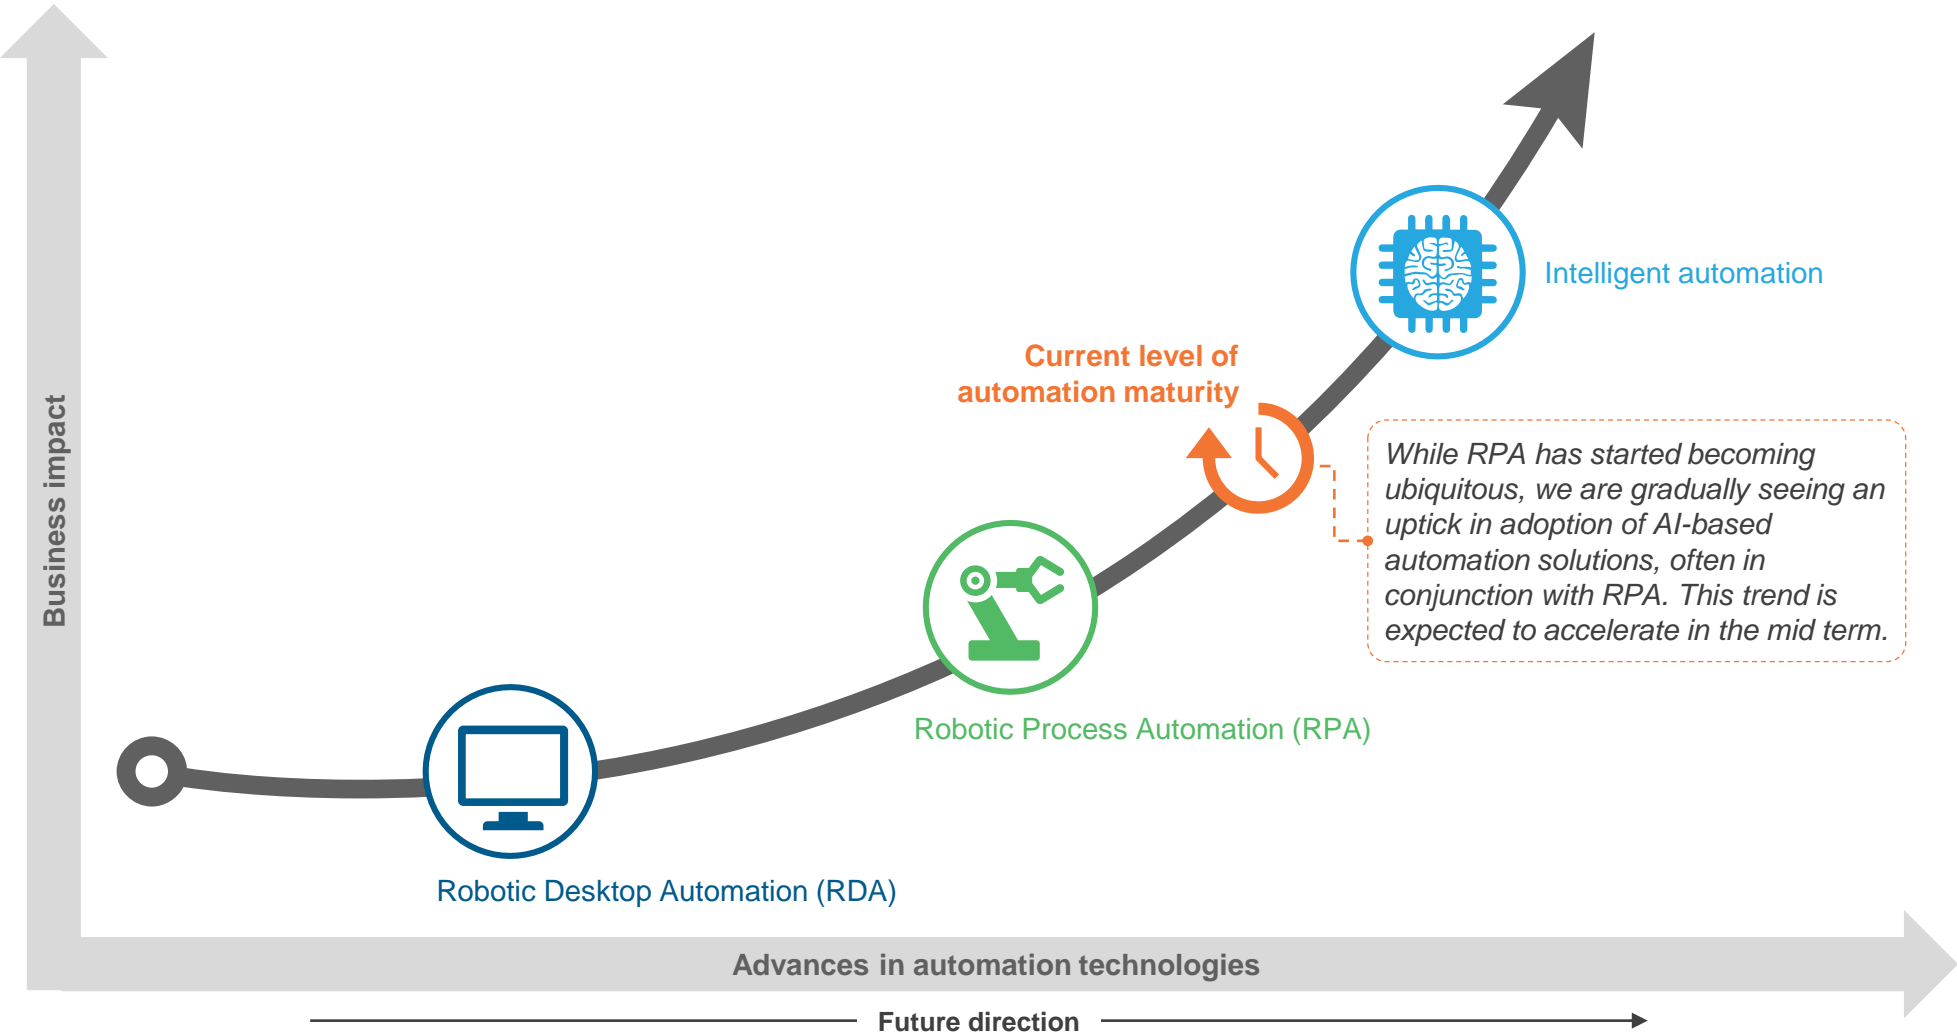 Intelligent automation
Current level of
automation maturity
While RPA has started becoming
ubiquitous, we are gradually seeing an
uptick in adoption of AI-based
automation solutions, often in
conjunction with RPA. This trend is
expected to accelerate in the mid term.
Business impact
Robotic Process Automation (RPA)
Robotic Desktop Automation (RDA)
Advances in automation technologies
Future direction